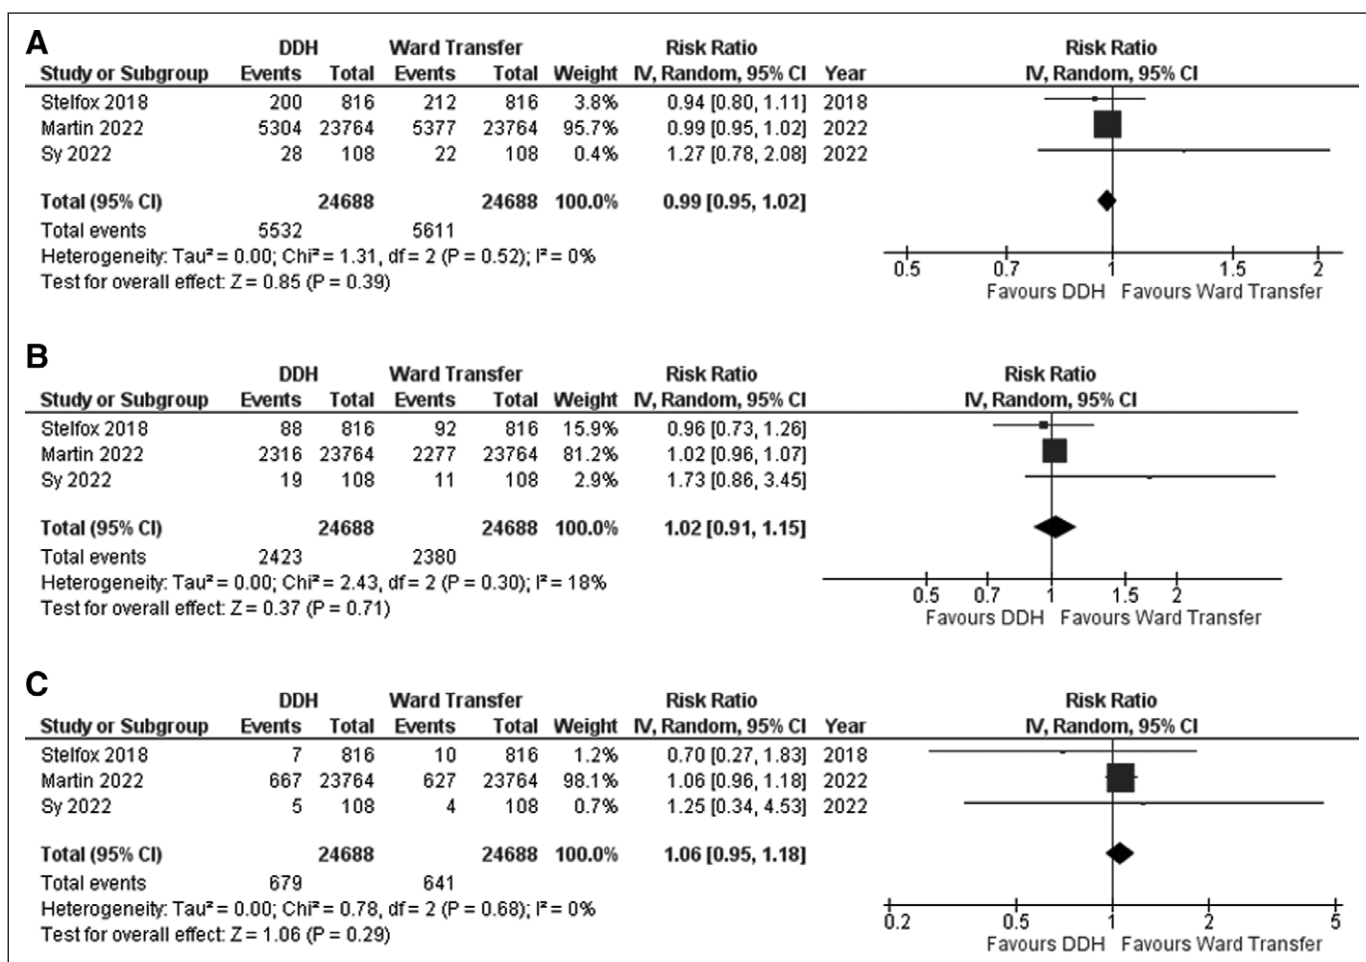 A
DDH Ward Transfer Risk Ratio Risk Ratio
Study or Subgroup Events Total Events Total Weight IV, Random, 95% CI Year IV, Random, 95% CI
Stelfox 2018 200 816 212 816 3.8% 0.94 [0.80, 1.11] 2018
Martin 2022 5304 23764 5377 23764 95.7% 0.99 [0.95, 1.02] 2022
Sy 2022 28 108 22 108 0.4% 1.27 [0.78, 2.08] 2022
Total (95% CI) 24688 24688 100.0% 0.99 [0.95, 1.02]
Total events 5532 5611
Heterogeneity: Tau² = 0.00; Chi² = 1.31, df = 2 (P = 0.52); I² = 0%
Test for overall effect: Z = 0.85 (P = 0.39)
0.5 0.7 1 1.5 2
Favours DDH Favours Ward Transfer
B
DDH Ward Transfer Risk Ratio Risk Ratio
Study or Subgroup Events Total Events Total Weight IV, Random, 95% CI IV, Random, 95% CI
Stelfox 2018 88 816 92 816 15.9% 0.96 [0.73, 1.26]
Martin 2022 2316 23764 2277 23764 81.2% 1.02 [0.96, 1.07]
Sy 2022 19 108 11 108 2.9% 1.73 [0.86, 3.45]
Total (95% CI) 24688 24688 100.0% 1.02 [0.91, 1.15]
Total events 2423 2380
Heterogeneity: Tau² = 0.00; Chi² = 2.43, df = 2 (P = 0.30); I² = 18%
Test for overall effect: Z = 0.37 (P = 0.71)
0.5 0.7 1 1.5 2
Favours DDH Favours Ward Transfer
C
DDH Ward Transfer Risk Ratio Risk Ratio
Study or Subgroup Events Total Events Total Weight IV, Random, 95% CI Year IV, Random, 95% CI
Stelfox 2018 7 816 10 816 1.2% 0.70 [0.27, 1.83] 2018
Martin 2022 667 23764 627 23764 98.1% 1.06 [0.96, 1.18] 2022
Sy 2022 5 108 4 108 0.7% 1.25 [0.34, 4.53] 2022
Total (95% CI) 24688 24688 100.0% 1.06 [0.95, 1.18]
Total events 679 641
Heterogeneity: Tau² = 0.00; Chi² = 0.78, df = 2 (P = 0.68); I² = 0%
Test for overall effect: Z = 1.06 (P = 0.29)
0.2 0.5 1 2 5
Favours DDH Favours Ward Transfer